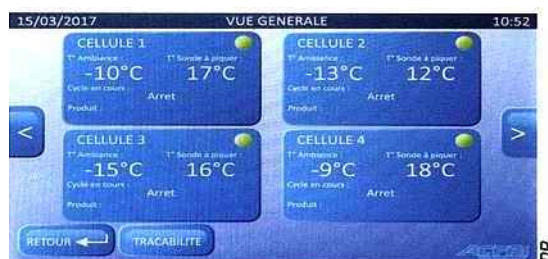 15/03/2017 VUE GENERALE 10:52
CELLULE 1
T° Ambiance : T° Sonde à piquer :
-10°C 17°C
Cycle en cours :
Arret
Produit :
CELLULE 2
T° Ambiance : T° Sonde à piquer :
-13°C 12°C
Cycle en cours :
Arret
Produit :
CELLULE 3
T° Ambiance : T° Sonde à piquer :
-15°C 16°C
Cycle en cours :
Arret
Produit :
CELLULE 4
T° Ambiance : T° Sonde à piquer :
-9°C 18°C
Cycle en cours :
Arret
Produit :
<
>
RETOUR TRACABILITE